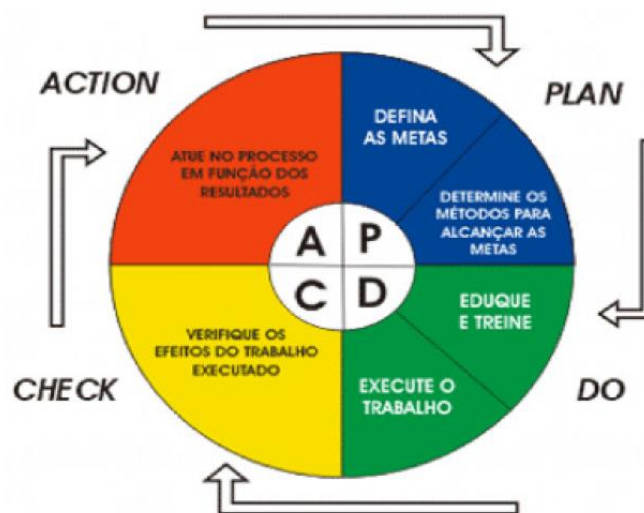 ACTION
PLAN
DEFINA
AS METAS
ATUE NO PROCESSO
EM FUNÇÃO DOS
RESULTADOS
DETERMINE OS
MÉTODOS PARA
ALCANÇAR AS
METAS
A P
C D
EDUQUE
E TREINE
VERIFIQUE OS
EFEITOS DO TRABALHO
EXECUTADO
EXECUTE O
TRABALHO
CHECK
DO